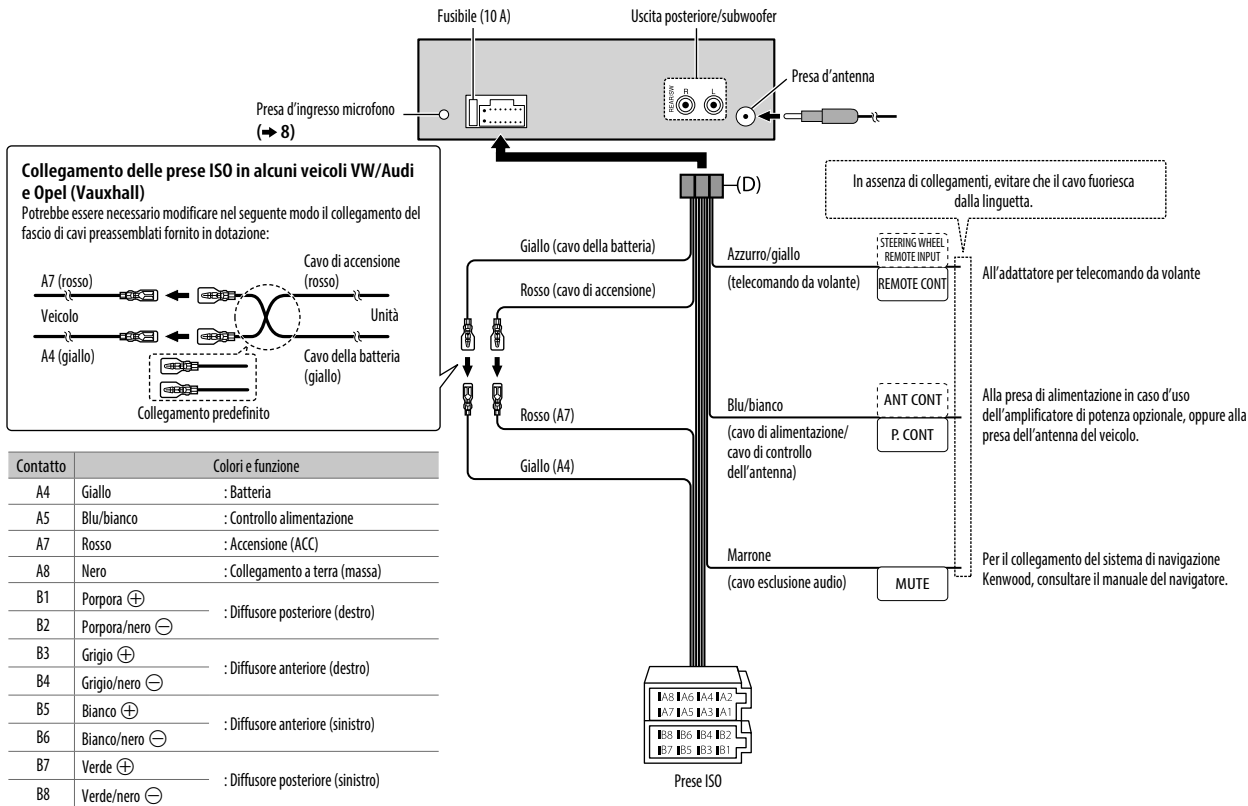 Fusibile (10 A)
Uscita posteriore/subwoofer
Presa d'antenna
REAR/SW
R
L
Presa d'ingresso microfono
(➜ 8)
Collegamento delle prese ISO in alcuni veicoli VW/Audi
e Opel (Vauxhall)
Potrebbe essere necessario modificare nel seguente modo il collegamento del
fascio di cavi preassemblati fornito in dotazione:
A7 (rosso)
Cavo di accensione
(rosso)
Veicolo
Unità
A4 (giallo)
Cavo della batteria
(giallo)
Collegamento predefinito
(D)
Giallo (cavo della batteria)
Rosso (cavo di accensione)
Rosso (A7)
Giallo (A4)
In assenza di collegamenti, evitare che il cavo fuoriesca
dalla linguetta.
Azzurro/giallo
(telecomando da volante)
STEERING WHEEL
REMOTE INPUT
REMOTE CONT
All'adattatore per telecomando da volante
Blu/bianco
(cavo di alimentazione/
cavo di controllo
dell'antenna)
ANT CONT
P. CONT
Alla presa di alimentazione in caso d'uso
dell'amplificatore di potenza opzionale, oppure alla
presa dell'antenna del veicolo.
Marrone
(cavo esclusione audio)
MUTE
Per il collegamento del sistema di navigazione
Kenwood, consultare il manuale del navigatore.
Contatto Colori e funzione
A4 Giallo : Batteria
A5 Blu/bianco : Controllo alimentazione
A7 Rosso : Accensione (ACC)
A8 Nero : Collegamento a terra (massa)
B1 Porpora ⊕ : Diffusore posteriore (destro)
B2 Porpora/nero ⊖
B3 Grigio ⊕ : Diffusore anteriore (destro)
B4 Grigio/nero ⊖
B5 Bianco ⊕ : Diffusore anteriore (sinistro)
B6 Bianco/nero ⊖
B7 Verde ⊕ : Diffusore posteriore (sinistro)
B8 Verde/nero ⊖
A8 A6 A4 A2
A7 A5 A3 A1
B8 B6 B4 B2
B7 B5 B3 B1
Prese ISO